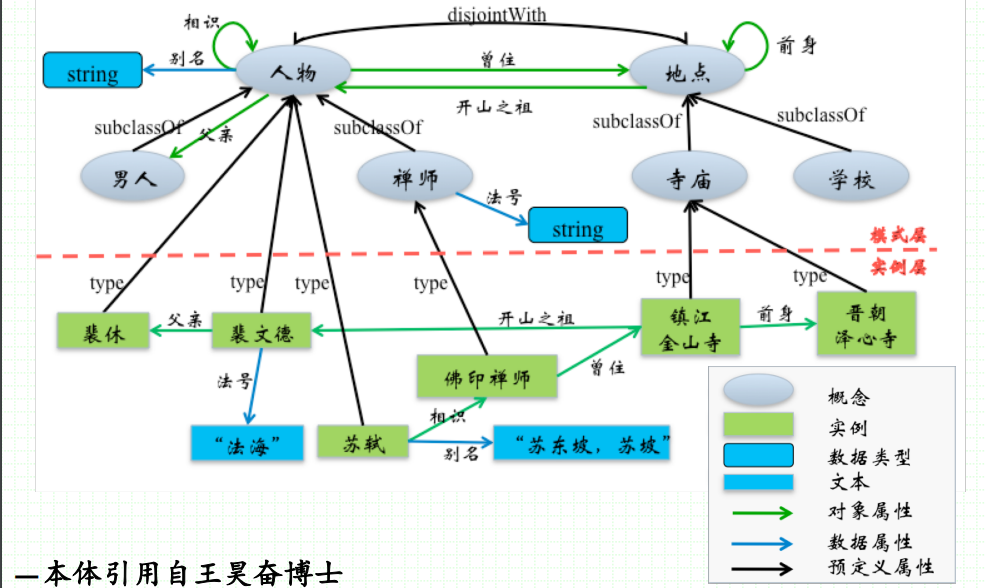 disjointWith
相识
前身
string
别名
人物
曾住
地点
开山之祖
subclassOf
父亲
subclassOf
subclassOf
subclassOf
男人
禅师
寺庙
学校
法号
string
模式层
实例层
type
type
type
type
type
type
裴休
父亲
裴文德
开山之祖
镇江
金山寺
前身
晋朝
泽心寺
法号
佛印禅师
曾住
相识
“法海”
苏轼
别名
“苏东坡，苏坡”
概念
实例
数据类型
文本
对象属性
数据属性
预定义属性
—本体引用自王昊奋博士